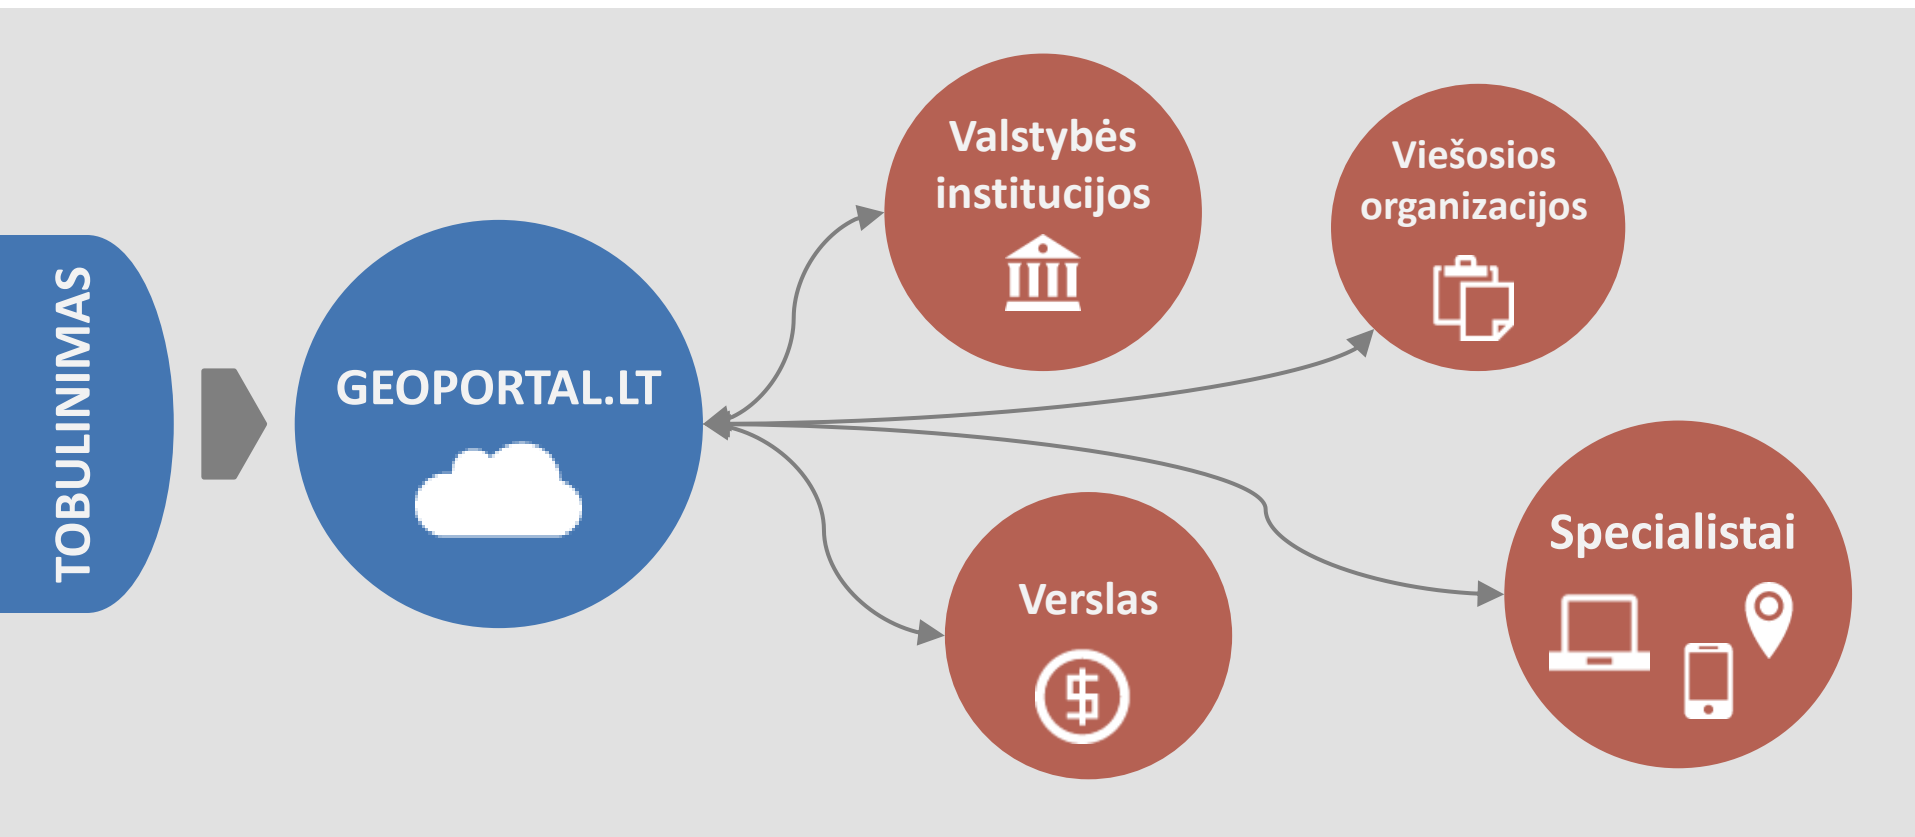 TOBULINIMAS
GEOPORTAL.LT
Valstybės
institucijos
Viešosios
organizacijos
Verslas
Specialistai